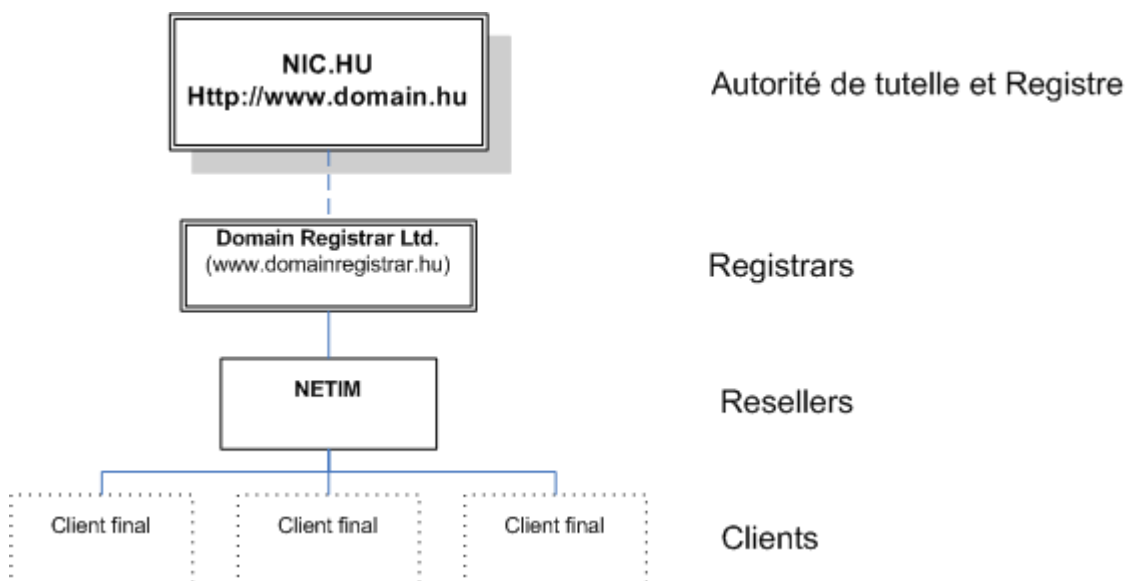 NIC.HU
Http://www.domain.hu
Autorité de tutelle et Registre
Domain Registrar Ltd.
(www.domainregistrar.hu)
Registrars
NETIM
Resellers
Client final
Client final
Client final
Clients